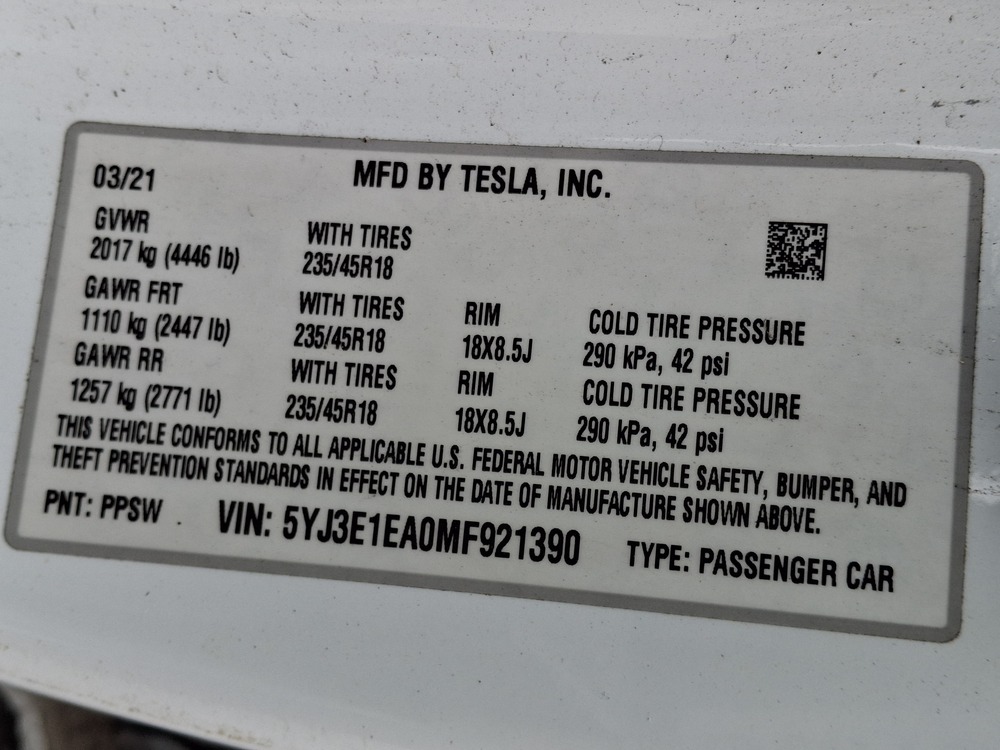 03/21 MFD BY TESLA, INC.
GVWR WITH TIRES
2017 kg (4446 lb) 235/45R18
GAWR FRT WITH TIRES RIM COLD TIRE PRESSURE
1110 kg (2447 lb) 235/45R18 18X8.5J 290 kPa, 42 psi
GAWR RR WITH TIRES RIM COLD TIRE PRESSURE
1257 kg (2771 lb) 235/45R18 18X8.5J 290 kPa, 42 psi
THIS VEHICLE CONFORMS TO ALL APPLICABLE U.S. FEDERAL MOTOR VEHICLE SAFETY, BUMPER, AND
THEFT PREVENTION STANDARDS IN EFFECT ON THE DATE OF MANUFACTURE SHOWN ABOVE.
PNT: PPSW VIN: 5YJ3E1EA0MF921390 TYPE: PASSENGER CAR